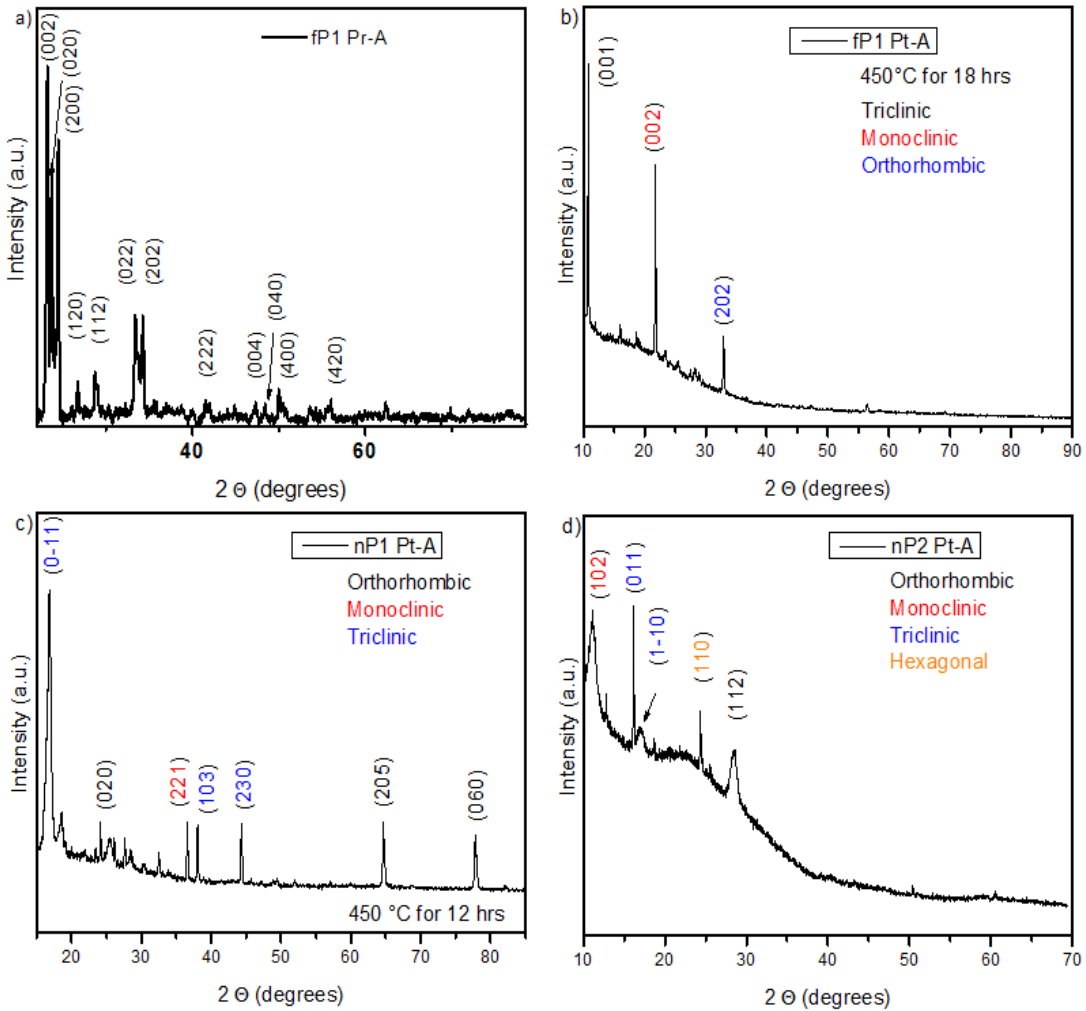 a)
fP1 Pr-A
(002)
(020)
(200)
(120)
(112)
(022)
(202)
(222)
(004)
(040)
(400)
(420)
Intensity (a.u.)
40
60
2 Θ (degrees)
b)
fP1 Pt-A
450°C for 18 hrs
Triclinic
Monoclinic
Orthorhombic
(001)
(002)
(202)
Intensity (a.u.)
10 20 30 40 50 60 70 80 90
2 Θ (degrees)
c)
nP1 Pt-A
Orthorhombic
Monoclinic
Triclinic
(0-11)
(020)
(221)
(103)
(230)
(205)
(060)
450 °C for 12 hrs
Intensity (a.u.)
20 30 40 50 60 70 80
2 Θ (degrees)
d)
nP2 Pt-A
Orthorhombic
Monoclinic
Triclinic
Hexagonal
(102)
(011)
(1-10)
(110)
(112)
Intensity (a.u.)
10 20 30 40 50 60 70
2 Θ (degrees)